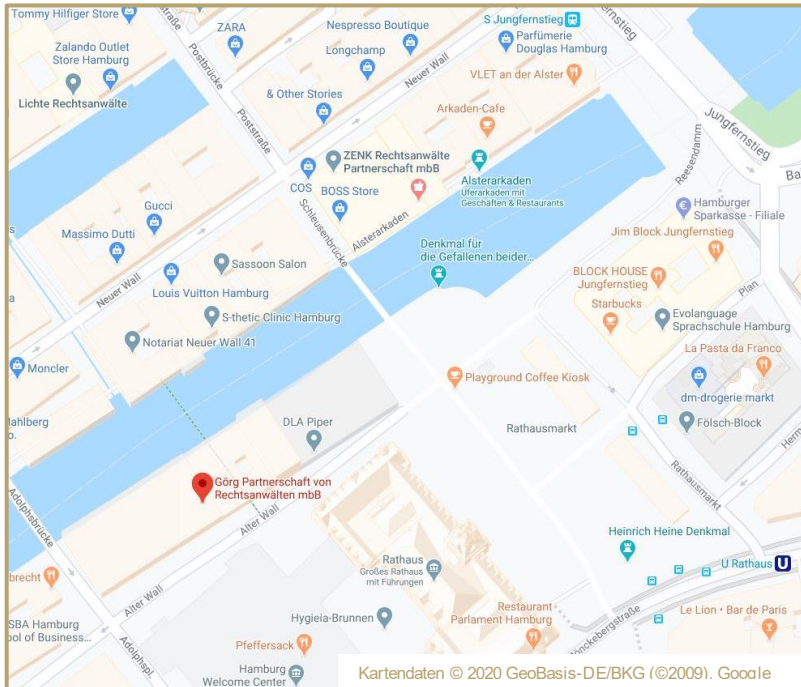 Tommy Hilfiger Store
ZARA
Nespresso Boutique
S Jungfernstieg
Zalando Outlet
Store Hamburg
Longchamp
Parfümerie
Douglas Hamburg
Postbrücke
Neuer Wall
VLET an der Alster
Lichte Rechtsanwälte
& Other Stories
Poststraße
Arkaden-Cafe
Jungfernstieg
ZENK Rechtsanwälte
Partnerschaft mbB
Reesendamm
COS
BOSS Store
Alsterarkaden
Uferarkaden mit
Geschäften & Restaurants
Hamburger
Sparkasse - Filiale
Gucci
Schleusenbrücke
Alsterarkaden
Jim Block Jungfernstieg
Massimo Dutti
Denkmal für
die Gefallenen beider...
Sassoon Salon
BLOCK HOUSE
Jungfernstieg
Plan
Neuer Wall
Louis Vuitton Hamburg
Starbucks
S-thetic Clinic Hamburg
Evolanguage
Sprachschule Hamburg
Notariat Neuer Wall 41
La Pasta da Franco
Moncler
Playground Coffee Kiosk
dm-drogerie markt
DLA Piper
Rathausmarkt
Fölsch-Block
Görg Partnerschaft von
Rechtsanwälten mbB
Rathausmarkt
Adolphsbrücke
Alter Wall
Heinrich Heine Denkmal
Rathaus
Großes Rathaus
mit Führungen
U Rathaus
U
Alter Wall
SBA Hamburg
ool of Business...
Hygieia-Brunnen
Restaurant
Parlament Hamburg
Le Lion • Bar de Paris
Adolphspl.
Pfeffersack
Hamburg
Welcome Center
Kartendaten © 2020 GeoBasis-DE/BKG (©2009), Google